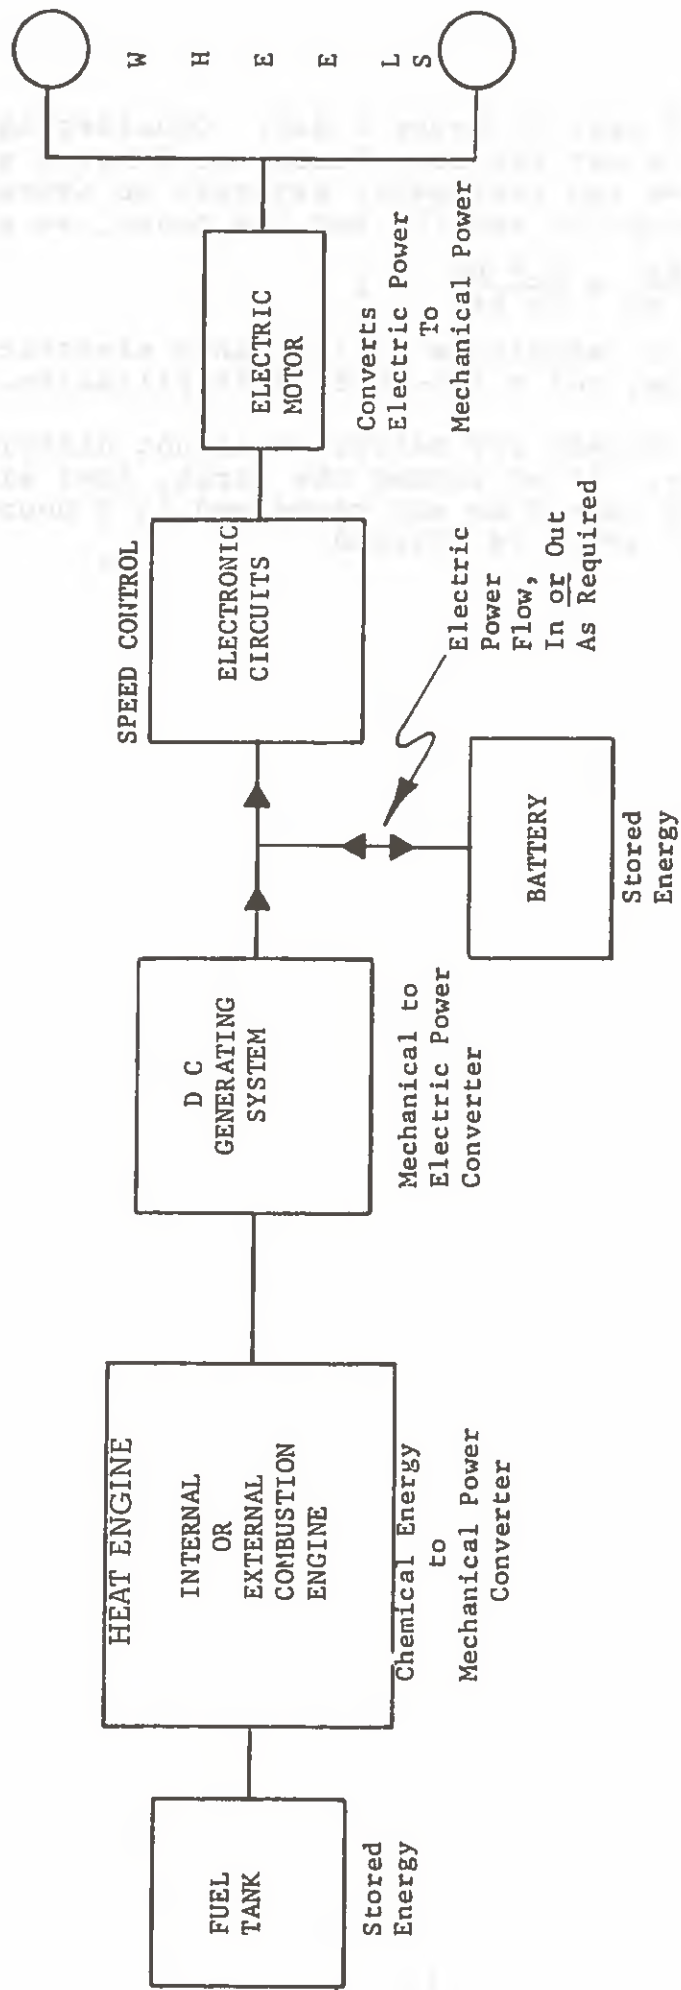 FUEL
TANK
Stored
Energy
HEAT ENGINE
INTERNAL
OR
EXTERNAL
COMBUSTION
ENGINE
Chemical Energy
to
Mechanical Power
Converter
D C
GENERATING
SYSTEM
Mechanical to
Electric Power
Converter
BATTERY
Stored
Energy
Electric
Power
Flow,
In or Out
As Required
SPEED CONTROL
ELECTRONIC
CIRCUITS
ELECTRIC
MOTOR
Converts
Electric Power
To
Mechanical Power
W H E E L S